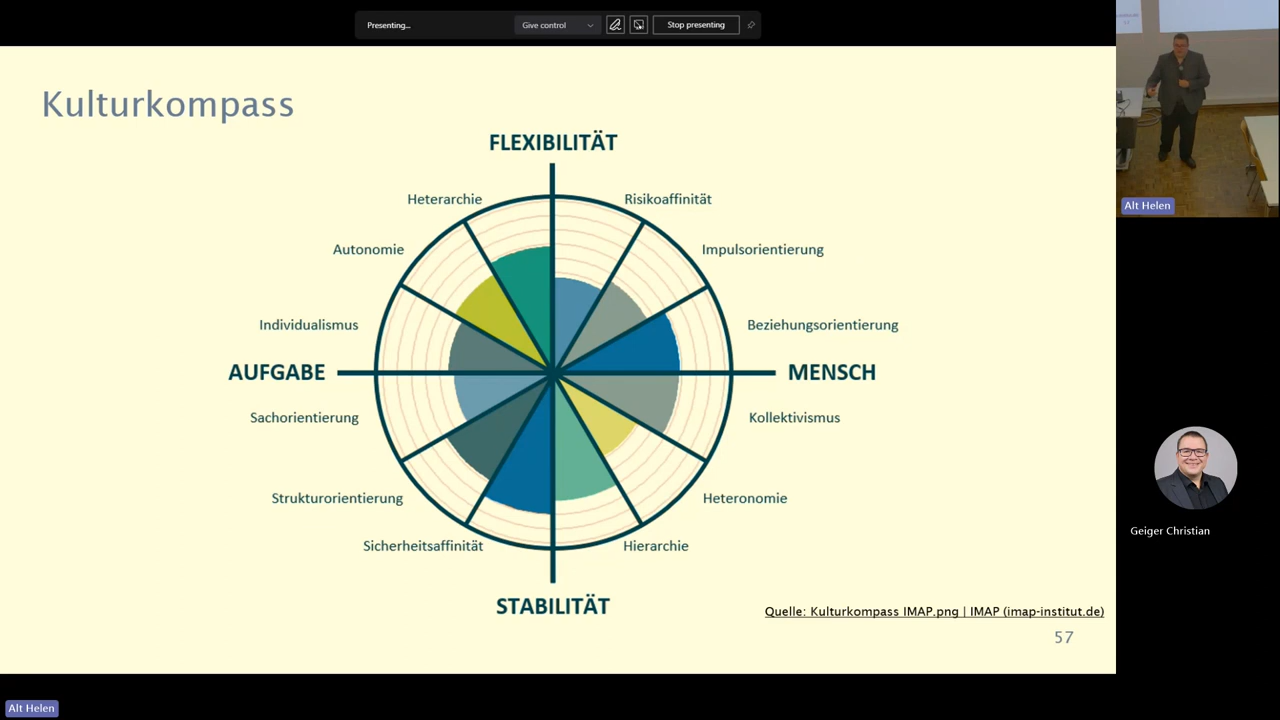 Presenting...
Give control
Stop presenting
Kulturkompass
FLEXIBILITÄT
Heterarchie
Risikoaffinität
Autonomie
Impulsorientierung
Individualismus
Beziehungsorientierung
AUFGABE
MENSCH
Sachorientierung
Kollektivismus
Strukturorientierung
Heteronomie
Sicherheitsaffinität
Hierarchie
STABILITÄT
Quelle: Kulturkompass IMAP.png | IMAP (imap-institut.de)
57
Alt Helen
Geiger Christian
Alt Helen